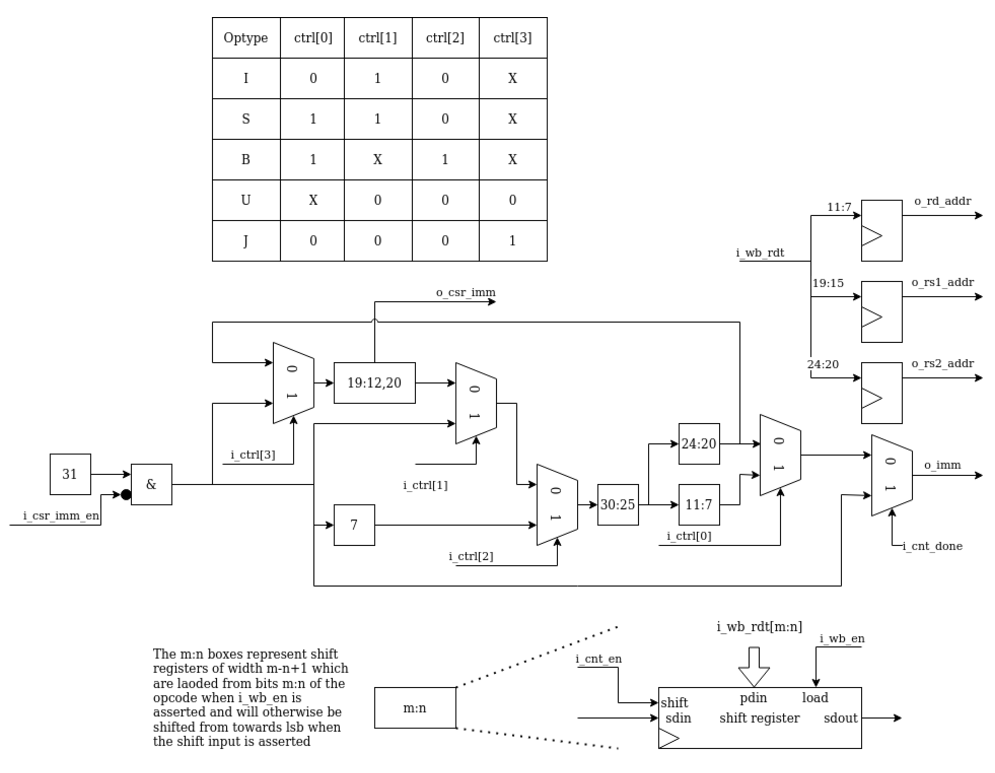 Optype ctrl[0] ctrl[1] ctrl[2] ctrl[3]
I 0 1 0 X
S 1 1 0 X
B 1 X 1 X
U X 0 0 0
J 0 0 0 1
11:7
o_rd_addr
i_wb_rdt
19:15
o_rs1_addr
24:20
o_rs2_addr
o_csr_imm
0
1
19:12,20
0
1
i_ctrl[3]
i_ctrl[1]
31
&
i_csr_imm_en
7
0
1
i_ctrl[2]
30:25
24:20
11:7
0
1
i_ctrl[0]
0
1
o_imm
i_cnt_done
The m:n boxes represent shift
registers of width m-n+1 which
are laoded from bits m:n of the
opcode when i_wb_en is
asserted and will otherwise be
shifted from towards lsb when
the shift input is asserted
m:n
i_wb_rdt[m:n]
i_wb_en
i_cnt_en
pdin
load
shift
sdin
shift register
sdout